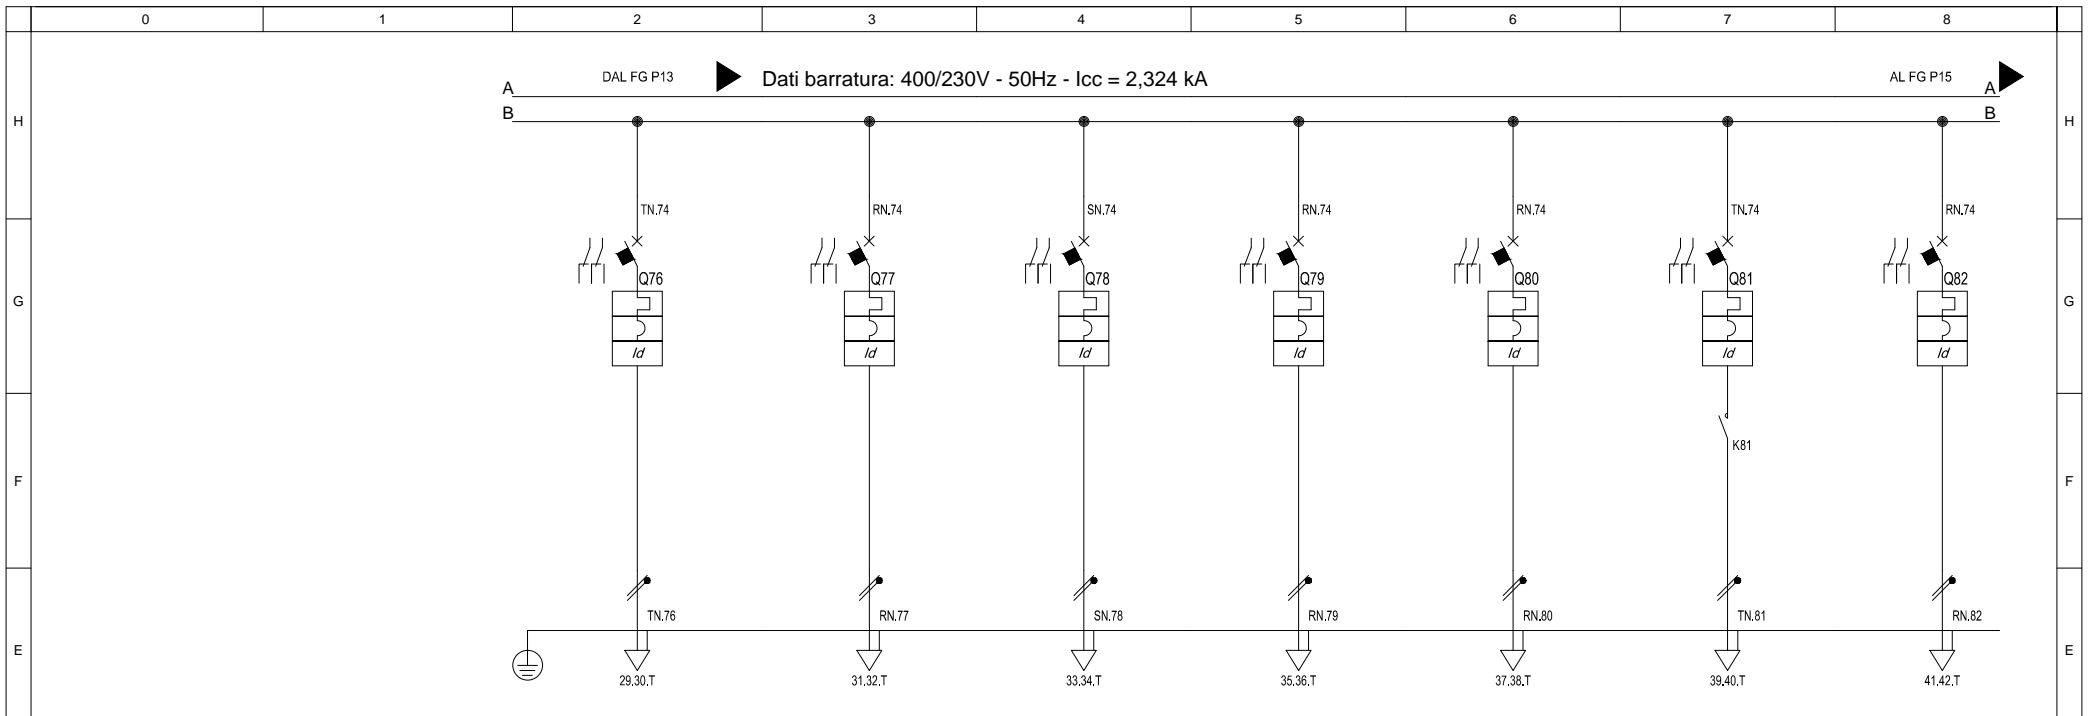 0 1 2 3 4 5 6 7 8
DAL FG P13 Dati barratura: 400/230V - 50Hz - Icc = 2,324 kA AL FG P15
A A
B B
H H
TN.74 RN.74 SN.74 RN.74 RN.74 TN.74 RN.74
Q76 Q77 Q78 Q79 Q80 Q81 Q82
G G
Id Id Id Id Id Id Id
K81
F F
TN.76 RN.77 SN.78 RN.79 RN.80 TN.81 RN.82
E E
29.30.T 31.32.T 33.34.T 35.36.T 37.38.T 39.40.T 41.42.T